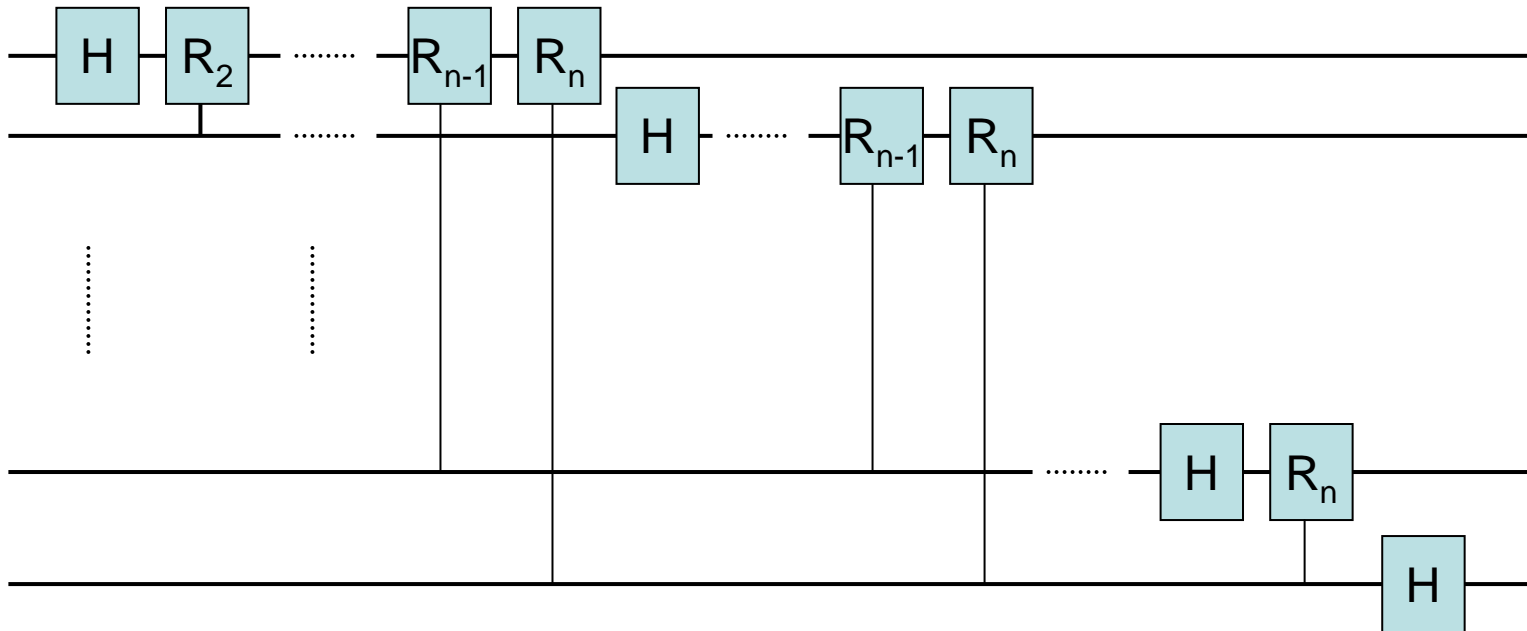 H R₂ ........ Rₙ₋₁ Rₙ
H ........ Rₙ₋₁ Rₙ
H Rₙ
H